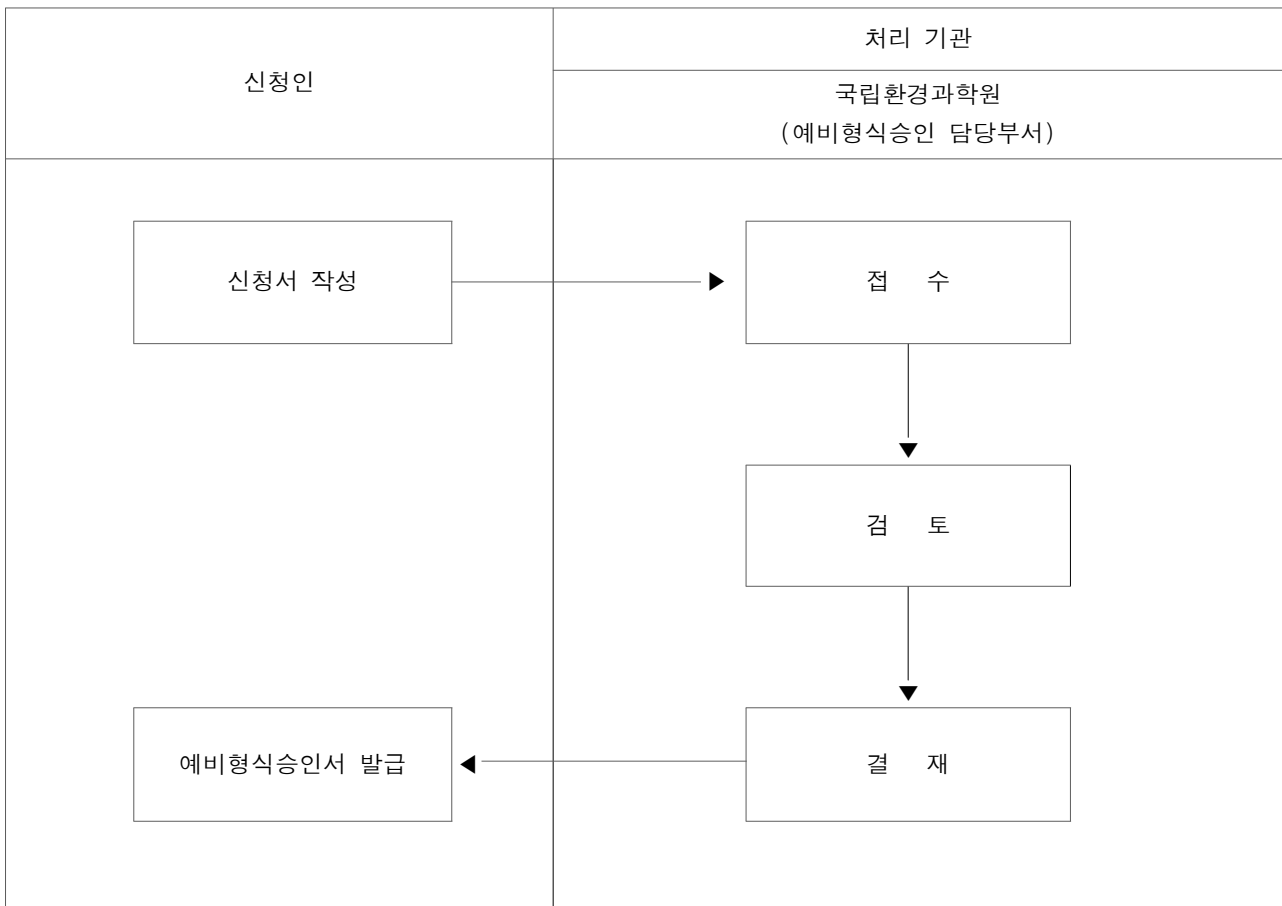 신청인
처리 기관
국립환경과학원
(예비형식승인 담당부서)
신청서 작성
접 수
검 토
예비형식승인서 발급
결 재